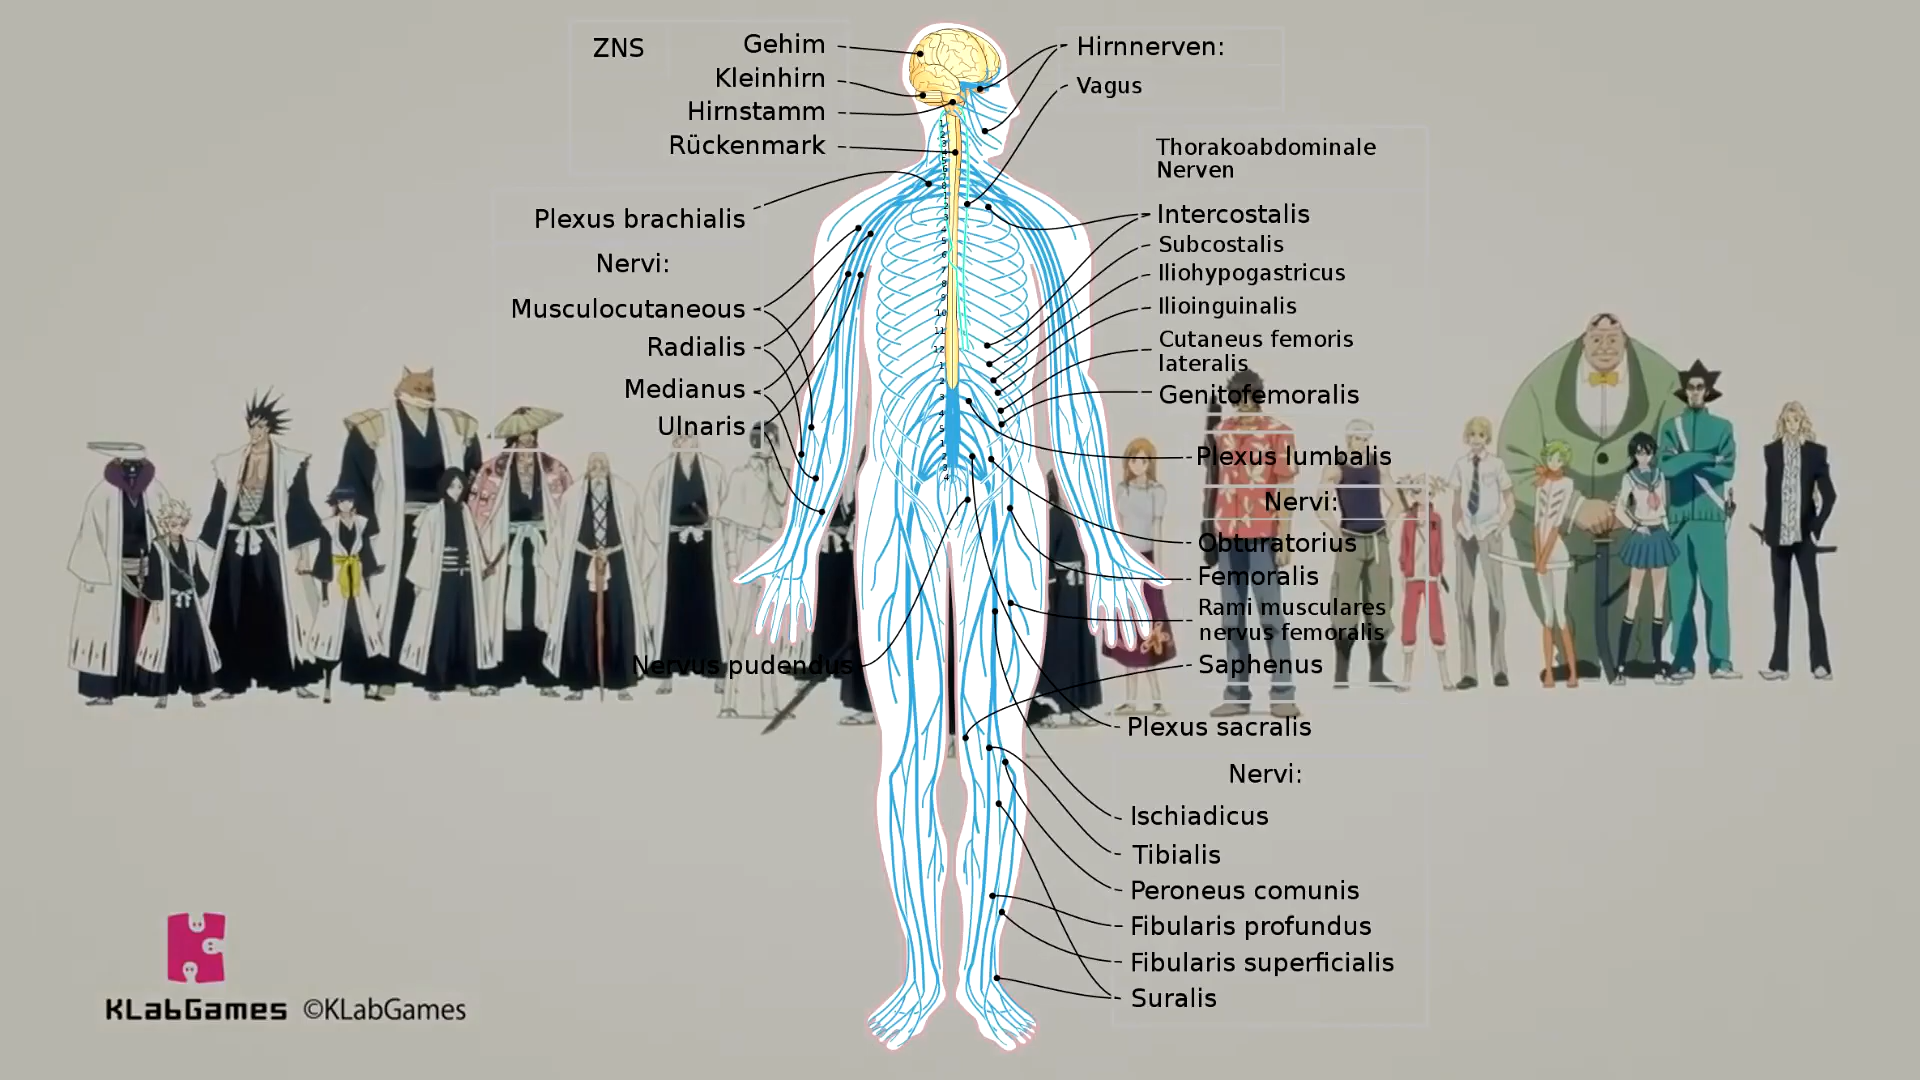 ZNS
Gehim
Kleinhirn
Hirnstamm
Rückenmark
Plexus brachialis
Nervi:
Musculocutaneous
Radialis
Medianus
Ulnaris
Nervus pudendus
Hirnnerven:
Vagus
Thorakoabdominale
Nerven
Intercostalis
Subcostalis
Iliohypogastricus
Ilioinguinalis
Cutaneus femoris
lateralis
Genitofemoralis
Plexus lumbalis
Nervi:
Obturatorius
Femoralis
Rami musculares
nervus femoralis
Saphenus
Plexus sacralis
Nervi:
Ischiadicus
Tibialis
Peroneus comunis
Fibularis profundus
Fibularis superficialis
Suralis
KLabGames ©KLabGames